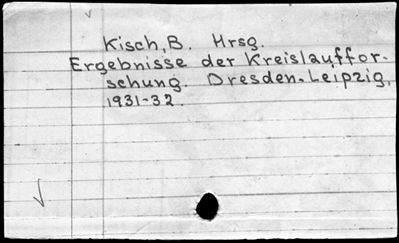 Kisch, B. Hrsg.
Ergebnisse der Kreislauffor-
schung. Dresden-Leipzig,
1931-32.